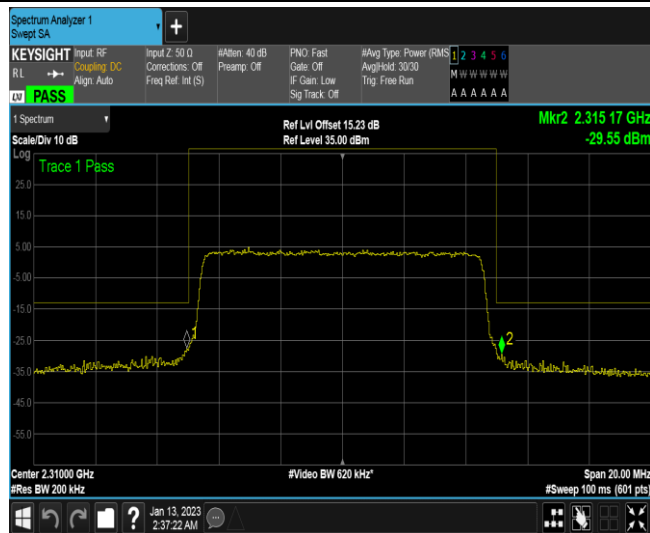 Spectrum Analyzer 1
Swept SA
+
KEYSIGHT
RL
LXI
PASS
Input: RF
Coupling: DC
Align: Auto
Input Z: 50 Ω
Corrections: Off
Freq Ref: Int (S)
#Atten: 40 dB
Preamp: Off
PNO: Fast
Gate: Off
IF Gain: Low
Sig Track: Off
#Avg Type: Power (RMS
Avg|Hold: 30/30
Trig: Free Run
1 2 3 4 5 6
M W W W W W
A A A A A A
1 Spectrum
Scale/Div 10 dB
Ref Lvl Offset 15.23 dB
Ref Level 35.00 dBm
Mkr2 2.315 17 GHz
-29.55 dBm
Log
Trace 1 Pass
25.0
15.0
5.00
-5.00
-15.0
-25.0
-35.0
-45.0
-55.0
1
2
Center 2.31000 GHz
#Res BW 200 kHz
#Video BW 620 kHz*
Span 20.00 MHz
#Sweep 100 ms (601 pts)
?
Jan 13, 2023
2:37:22 AM